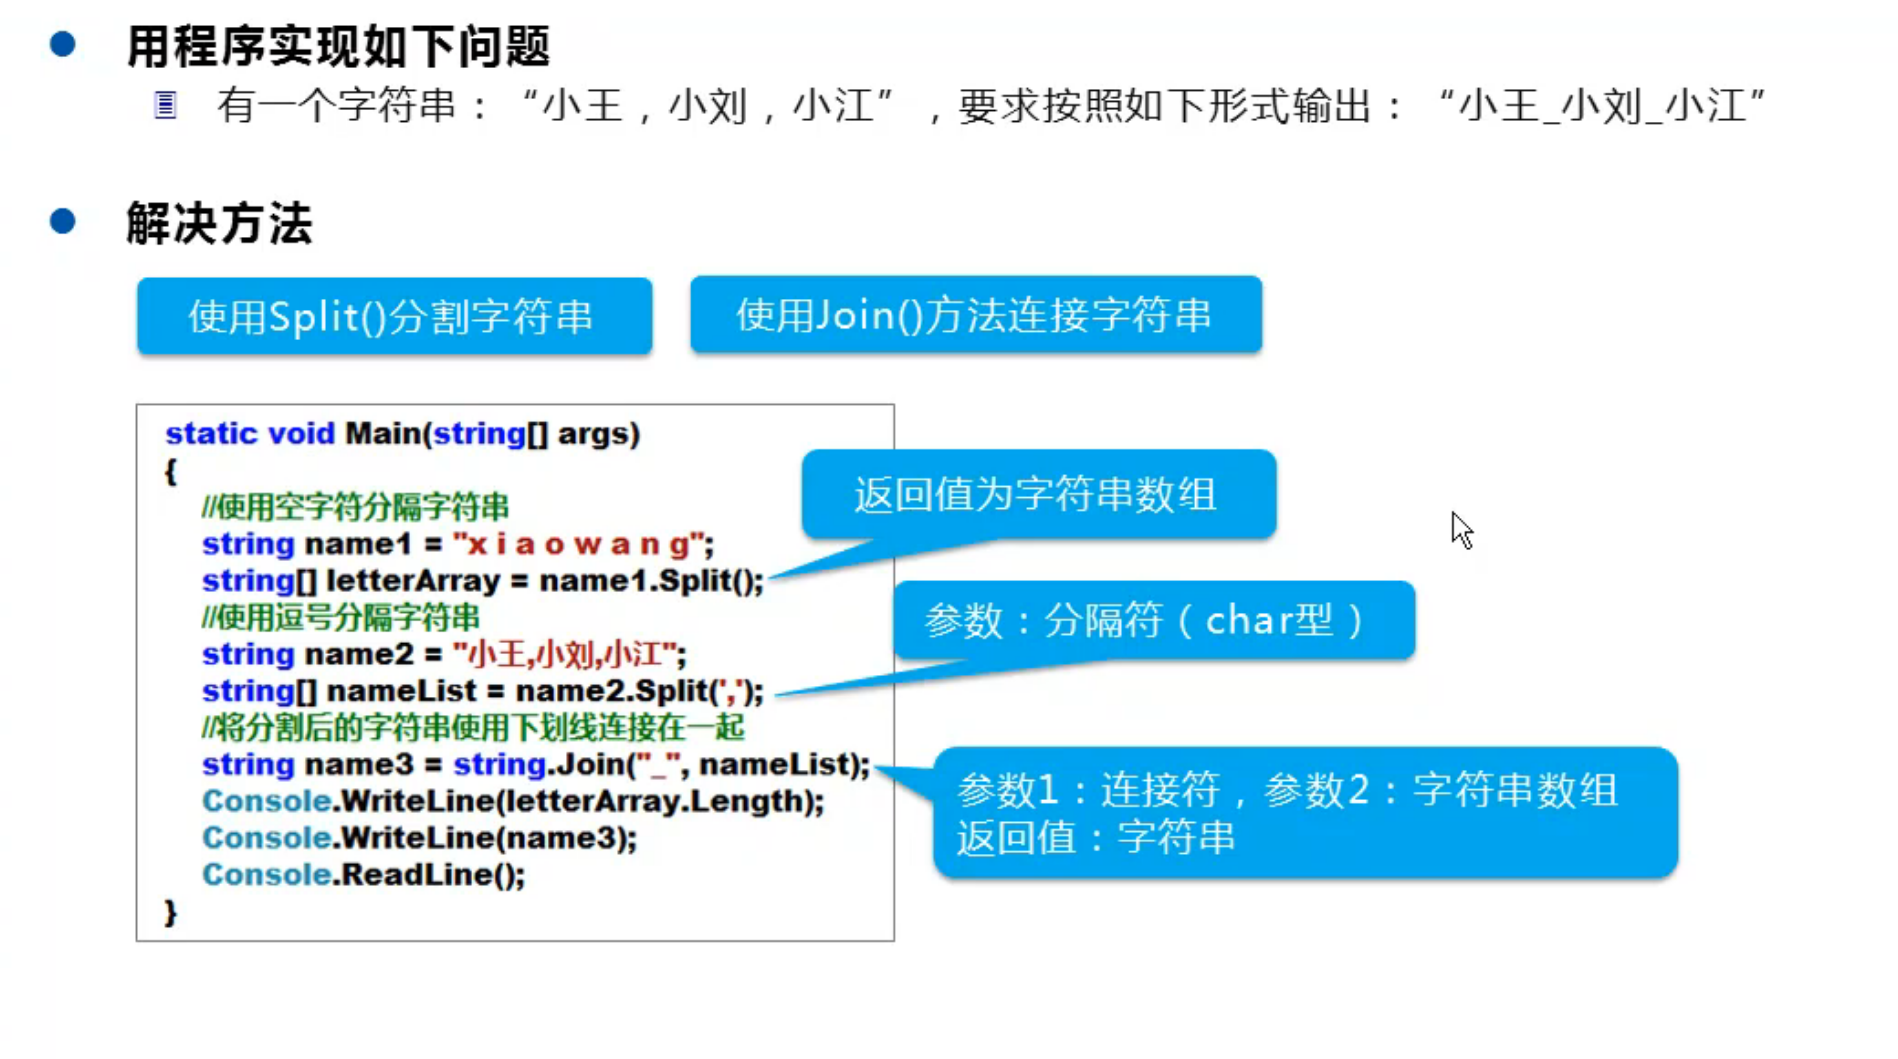 用程序实现如下问题
有一个字符串：“小王，小刘，小江”，要求按照如下形式输出：“小王_小刘_小江”
解决方法
使用Split()分割字符串
使用Join()方法连接字符串
static void Main(string[] args)
{
//使用空字符分隔字符串
string name1 = "x i a o w a n g";
string[] letterArray = name1.Split();
//使用逗号分隔字符串
string name2 = "小王,小刘,小江";
string[] nameList = name2.Split(',');
//将分割后的字符串使用下划线连接在一起
string name3 = string.Join("_", nameList);
Console.WriteLine(letterArray.Length);
Console.WriteLine(name3);
Console.ReadLine();
}
返回值为字符串数组
参数：分隔符（char型）
参数1：连接符，参数2：字符串数组
返回值：字符串